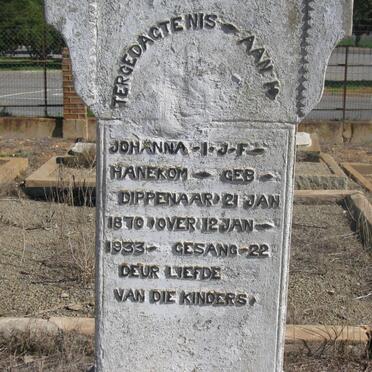 TERGEDACTENIS AAN M
JOHANNA-I-J-F-
HANEKOM - GEB-
DIPPENAAR 21 JAN
1870 OVER 12 JAN-
1933- GESANG-22
DEUR LIEFDE
VAN DIE KINDERS.